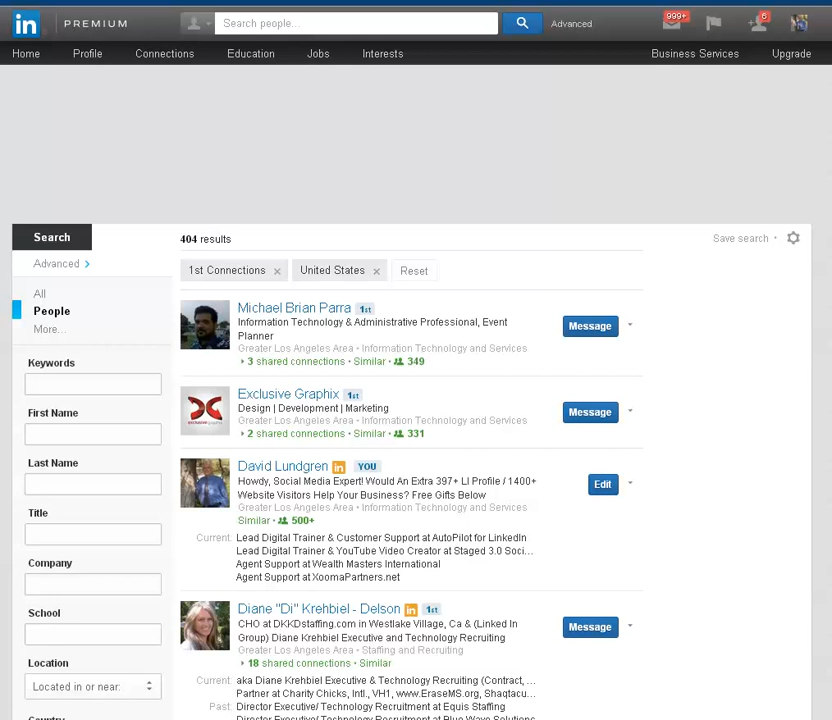 in PREMIUM Search people... Advanced 999+ 6
Home Profile Connections Education Jobs Interests Business Services Upgrade
Search
Advanced
All
People
More...
Keywords
First Name
Last Name
Title
Company
School
Location
Located in or near:
Country
404 results
Save search
1st Connections × United States × Reset
Michael Brian Parra 1st
Information Technology & Administrative Professional, Event
Planner
Greater Los Angeles Area • Information Technology and Services
3 shared connections • Similar • 349
Message
Exclusive Graphix 1st
Design | Development | Marketing
Greater Los Angeles Area • Information Technology and Services
2 shared connections • Similar • 331
Message
EXCLUSIVE GRAPHIX
David Lundgren in YOU
Howdy, Social Media Expert! Would An Extra 397+ LI Profile / 1400+
Website Visitors Help Your Business? Free Gifts Below
Greater Los Angeles Area • Information Technology and Services
Similar • 500+
Edit
Current: Lead Digital Trainer & Customer Support at AutoPilot for LinkedIn
Lead Digital Trainer & YouTube Video Creator at Staged 3.0 Soci...
Agent Support at Wealth Masters International
Agent Support at XoomaPartners.net
Diane "Di" Krehbiel - Delson in 1st
CHO at DKKDstaffing.com in Westlake Village, Ca & (Linked In
Group) Diane Krehbiel Executive and Technology Recruiting
Greater Los Angeles Area • Staffing and Recruiting
18 shared connections • Similar
Message
Current: aka Diane Krehbiel Executive & Technology Recruiting (Contract, ...
Partner at Charity Chicks, Intl., VH1, www.EraseMS.org, Shaqtacu...
Past: Director Executive/ Technology Recruitment at Equis Staffing
Director Executive/ Technology Recruitment at Blue Wave Solutions